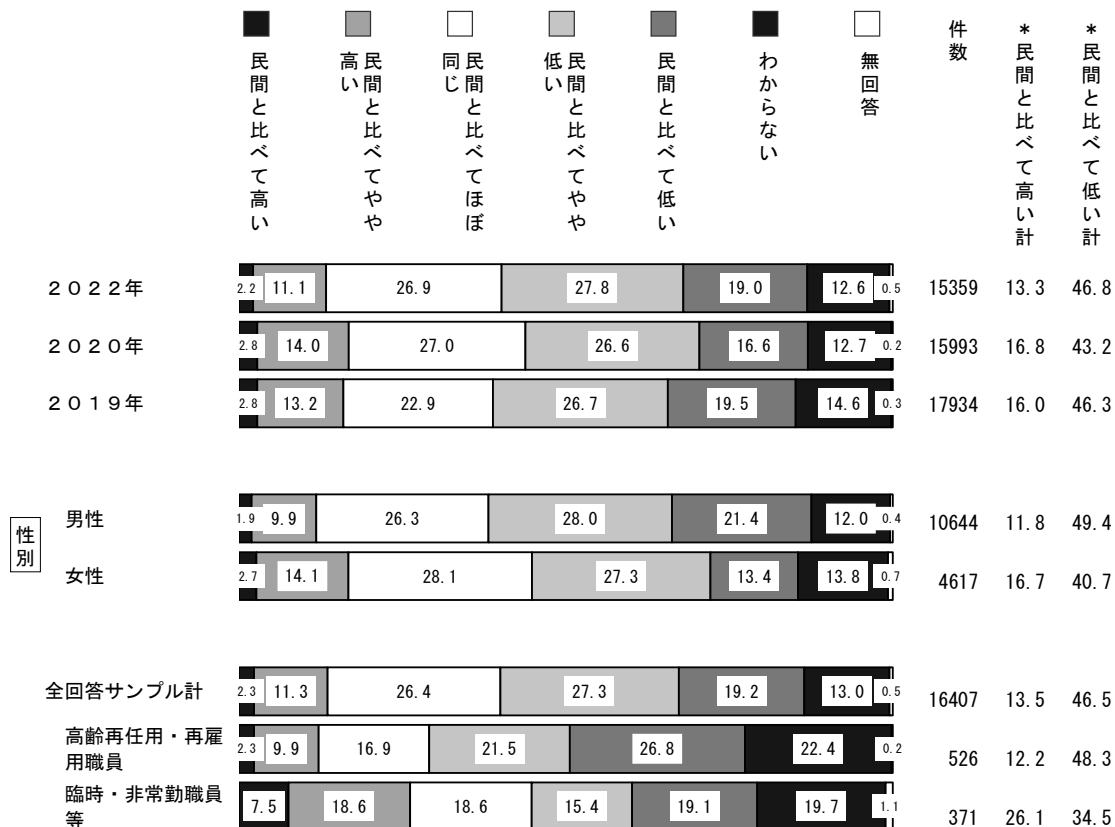 民間と比べて高い
民間と比べてやや
高い
民間と比べてほぼ
同じ
民間と比べてやや
低い
民間と比べて低い
わからない
無回答
件数
*民間と比べて高い計
*民間と比べて低い計
2022年 2.2 11.1 26.9 27.8 19.0 12.6 0.5 15359 13.3 46.8
2020年 2.8 14.0 27.0 26.6 16.6 12.7 0.2 15993 16.8 43.2
2019年 2.8 13.2 22.9 26.7 19.5 14.6 0.3 17934 16.0 46.3
性別
男性 1.9 9.9 26.3 28.0 21.4 12.0 0.4 10644 11.8 49.4
女性 2.7 14.1 28.1 27.3 13.4 13.8 0.7 4617 16.7 40.7
全回答サンプル計 2.3 11.3 26.4 27.3 19.2 13.0 0.5 16407 13.5 46.5
高齢再任用・再雇
用職員 2.3 9.9 16.9 21.5 26.8 22.4 0.2 526 12.2 48.3
臨時・非常勤職員
等 7.5 18.6 18.6 15.4 19.1 19.7 1.1 371 26.1 34.5